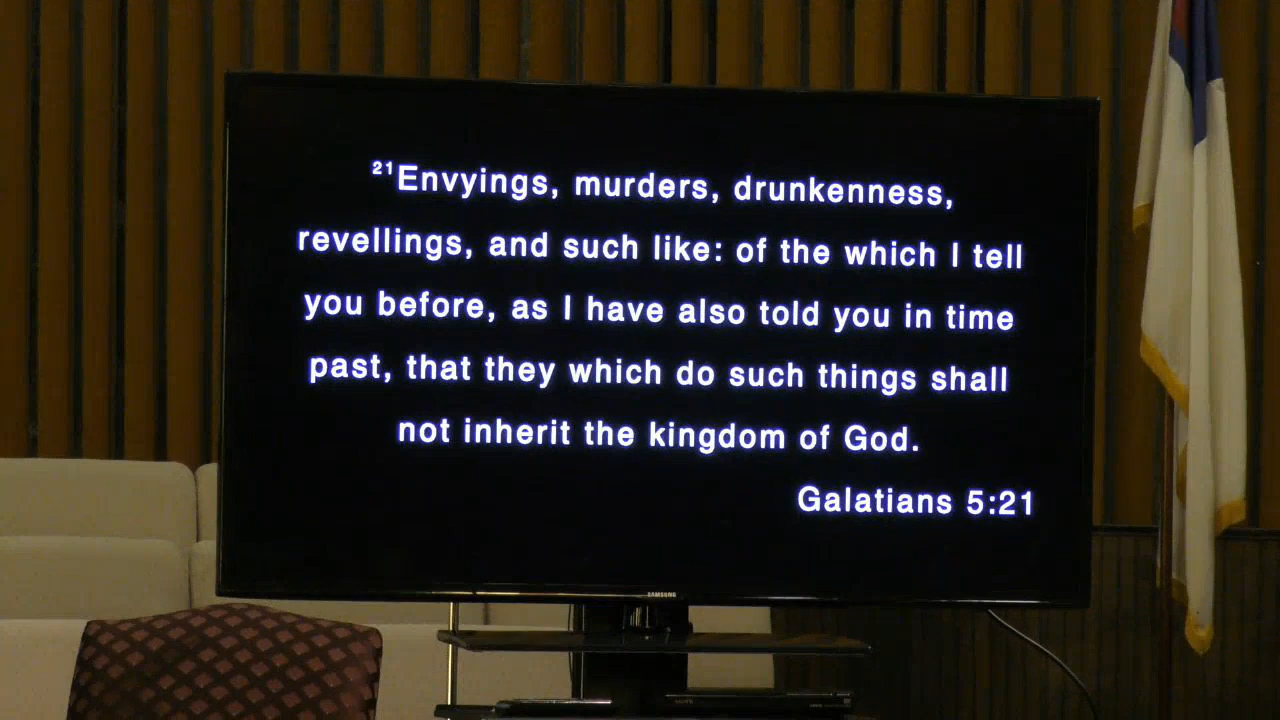 ²¹Envyings, murders, drunkenness,
revellings, and such like: of the which I tell
you before, as I have also told you in time
past, that they which do such things shall
not inherit the kingdom of God.
Galatians 5:21
SAMSUNG